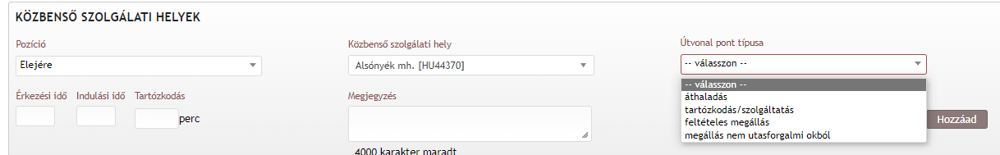 KÖZBENSŐ SZOLGÁLATI HELYEK
Pozíció
Elejére
Közbenső szolgálati hely
Alsónyék mh. [HU44370]
Útvonal pont típusa
-- válasszon --
-- válasszon --
áthaladás
tartózkodás/szolgáltatás
feltételes megállás
megállás nem utasforgalmi okból
Érkezési idő
Indulási idő
Tartózkodás
perc
Megjegyzés
4000 karakter maradt
Hozzáad